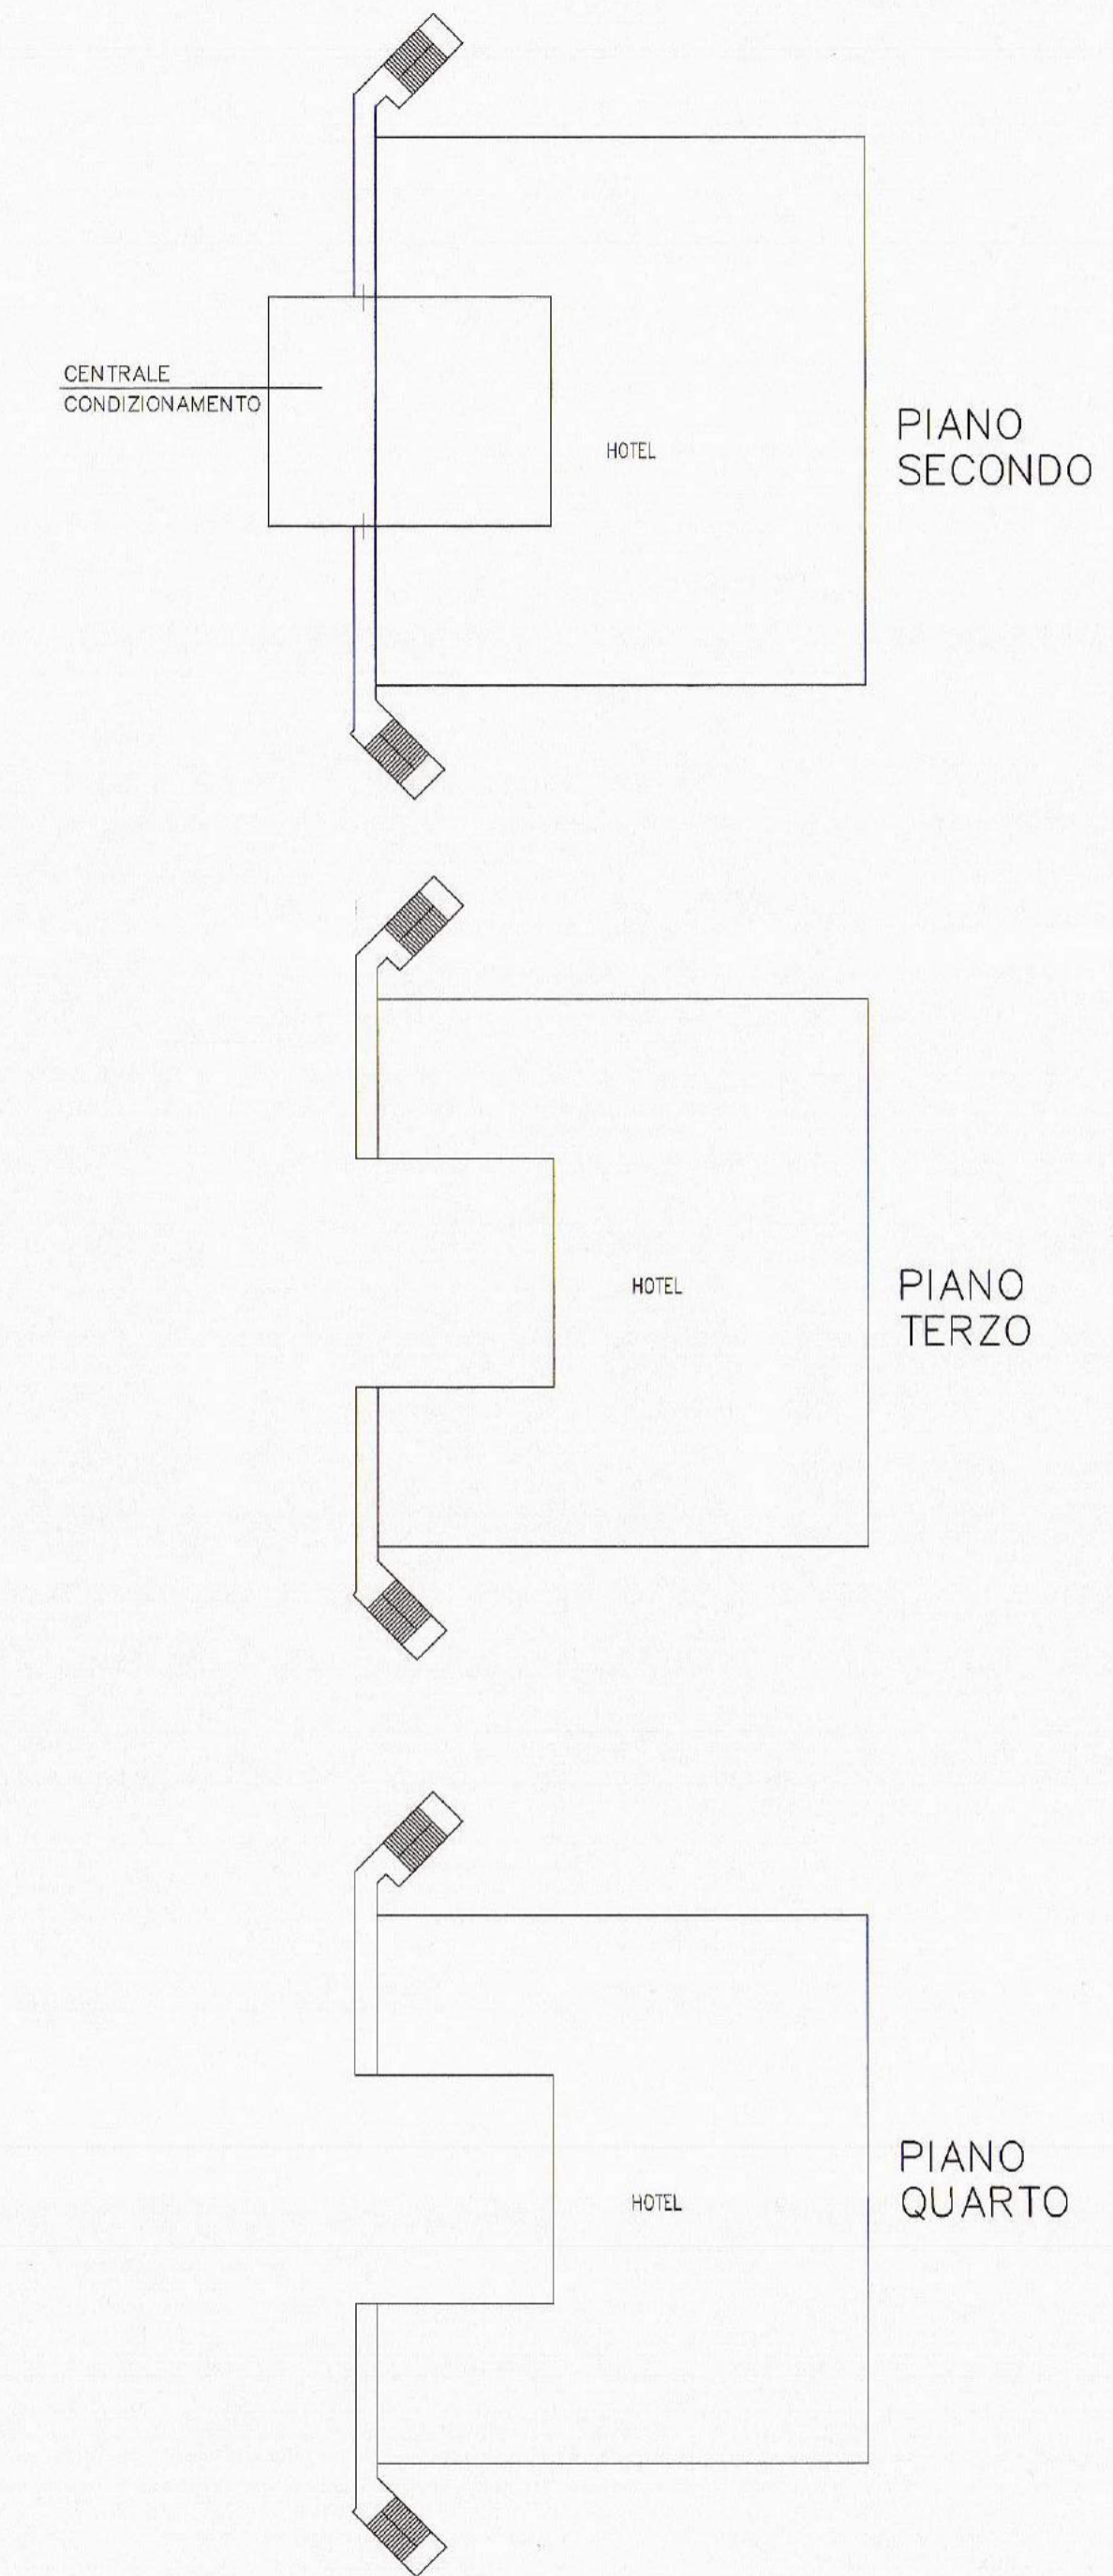 CENTRALE
CONDIZIONAMENTO
HOTEL
PIANO
SECONDO
HOTEL
PIANO
TERZO
HOTEL
PIANO
QUARTO